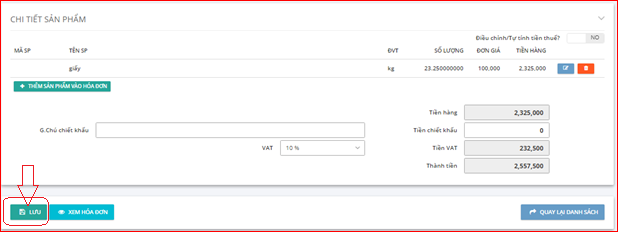 CHI TIẾT SẢN PHẨM
Điều chỉnh/Tự tính tiền thuế? NO
MÃ SP TÊN SP ĐVT SỐ LƯỢNG ĐƠN GIÁ TIỀN HÀNG
giấy kg 23.250000000 100,000 2,325,000
+ THÊM SẢN PHẨM VÀO HÓA ĐƠN
Tiền hàng 2,325,000
G.Chú chiết khấu Tiền chiết khấu 0
VAT 10 % Tiền VAT 232,500
Thành tiền 2,557,500
LƯU XEM HÓA ĐƠN QUAY LẠI DANH SÁCH